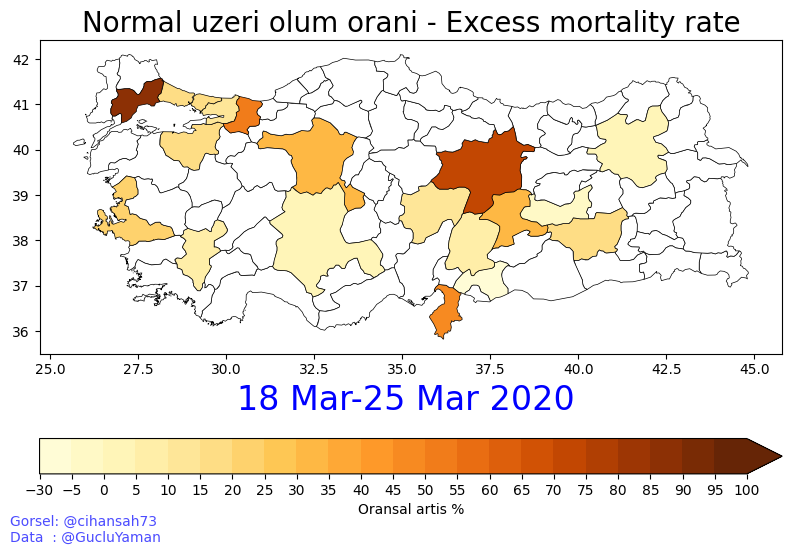 Normal uzeri olum orani - Excess mortality rate
42
41
40
39
38
37
36
25.0 27.5 30.0 32.5 35.0 37.5 40.0 42.5 45.0
18 Mar-25 Mar 2020
−30 −5 0 5 10 15 20 25 30 35 40 45 50 55 60 65 70 75 80 85 90 95 100
Oransal artis %
Gorsel: @cihansah73
Data : @GucluYaman